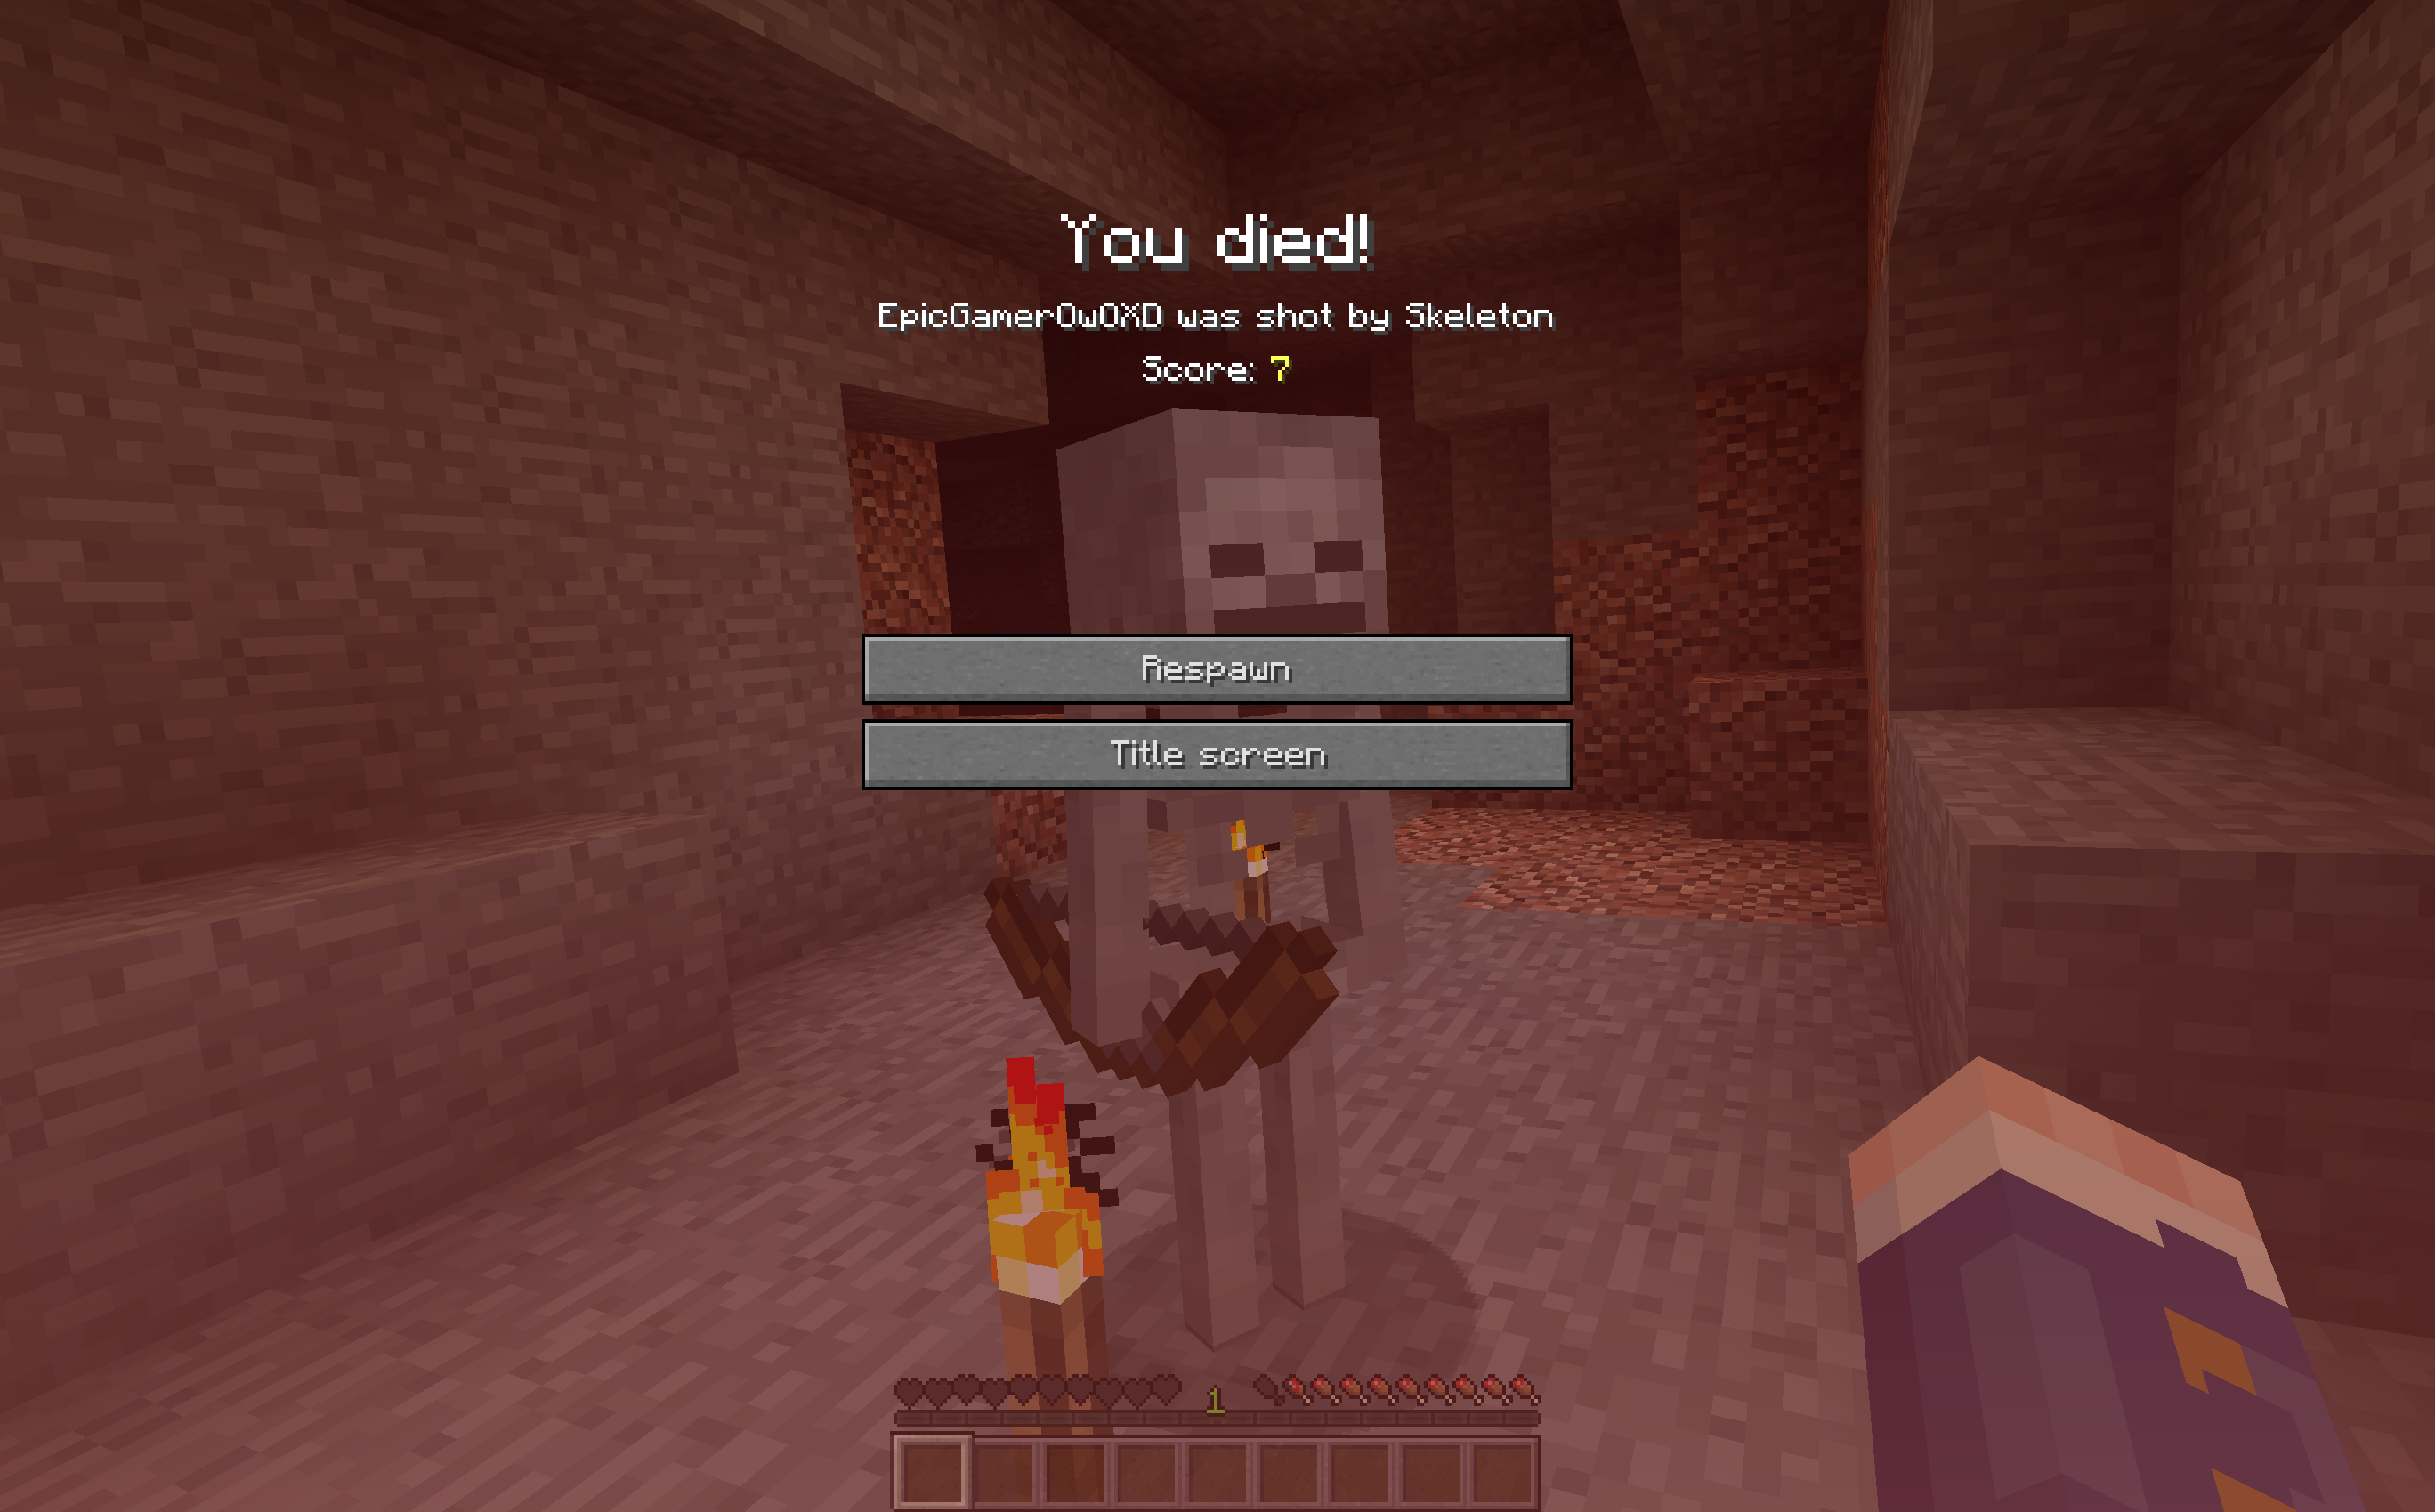 You died!
EpicGamerOwOXD was shot by Skeleton
Score: 7
Respawn
Title screen
1